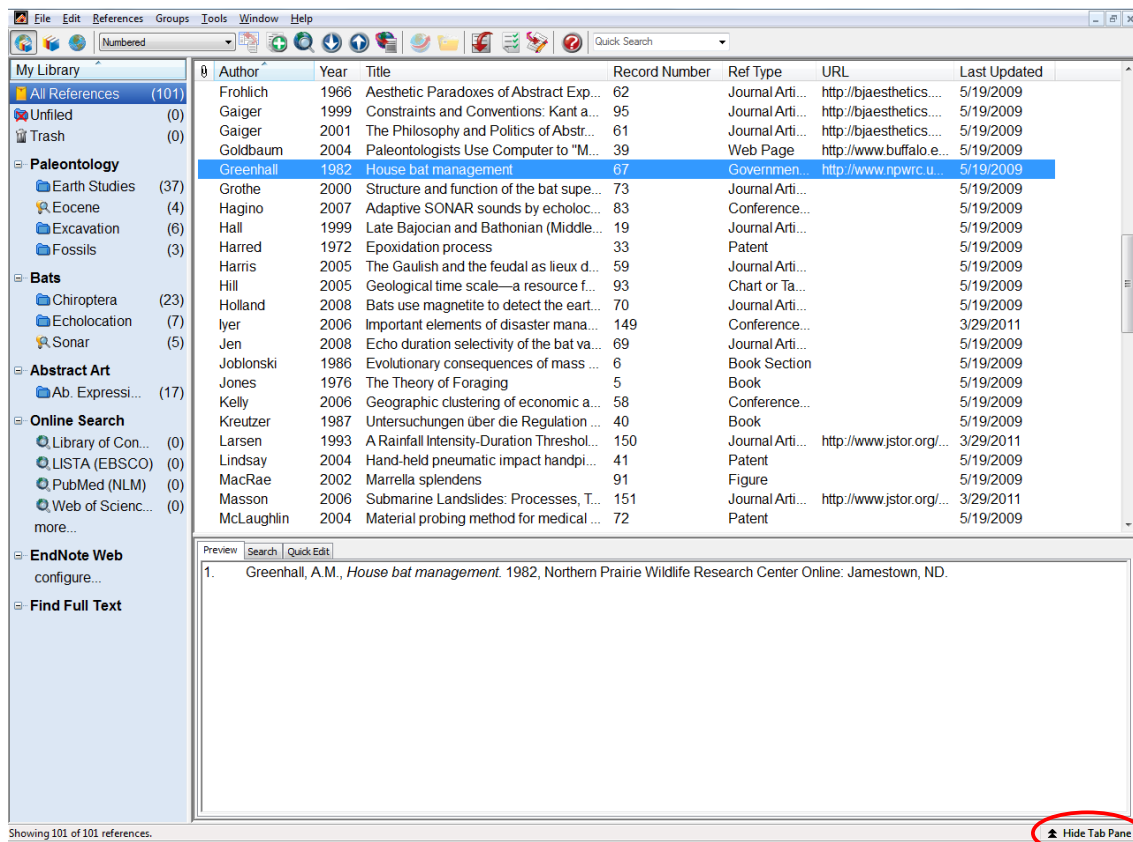 File Edit References Groups Tools Window Help
Numbered Quick Search
My Library
All References (101)
Unfiled (0)
Trash (0)
Paleontology
Earth Studies (37)
Eocene (4)
Excavation (6)
Fossils (3)
Bats
Chiroptera (23)
Echolocation (7)
Sonar (5)
Abstract Art
Ab. Expressi... (17)
Online Search
Library of Con... (0)
LISTA (EBSCO) (0)
PubMed (NLM) (0)
Web of Scienc... (0)
more...
EndNote Web
configure...
Find Full Text
Author Year Title Record Number Ref Type URL Last Updated
Frohlich 1966 Aesthetic Paradoxes of Abstract Exp... 62 Journal Arti... http://bjaesthetics.... 5/19/2009
Gaiger 1999 Constraints and Conventions: Kant a... 95 Journal Arti... http://bjaesthetics.... 5/19/2009
Gaiger 2001 The Philosophy and Politics of Abstr... 61 Journal Arti... http://bjaesthetics.... 5/19/2009
Goldbaum 2004 Paleontologists Use Computer to "M... 39 Web Page http://www.buffalo.e... 5/19/2009
Greenhall 1982 House bat management 67 Governmen... http://www.npwrc.u... 5/19/2009
Grothe 2000 Structure and function of the bat supe... 73 Journal Arti... 5/19/2009
Hagino 2007 Adaptive SONAR sounds by echoloc... 83 Conference... 5/19/2009
Hall 1999 Late Bajocian and Bathonian (Middle... 19 Journal Arti... 5/19/2009
Harred 1972 Epoxidation process 33 Patent 5/19/2009
Harris 2005 The Gaulish and the feudal as lieux d... 59 Journal Arti... 5/19/2009
Hill 2005 Geological time scale—a resource f... 93 Chart or Ta... 5/19/2009
Holland 2008 Bats use magnetite to detect the eart... 70 Journal Arti... 5/19/2009
Iyer 2006 Important elements of disaster mana... 149 Conference... 3/29/2011
Jen 2008 Echo duration selectivity of the bat va... 69 Journal Arti... 5/19/2009
Joblonski 1986 Evolutionary consequences of mass ... 6 Book Section 5/19/2009
Jones 1976 The Theory of Foraging 5 Book 5/19/2009
Kelly 2006 Geographic clustering of economic a... 58 Conference... 5/19/2009
Kreutzer 1987 Untersuchungen über die Regulation ... 40 Book 5/19/2009
Larsen 1993 A Rainfall Intensity-Duration Threshol... 150 Journal Arti... http://www.jstor.org/... 3/29/2011
Lindsay 2004 Hand-held pneumatic impact handpi... 41 Patent 5/19/2009
MacRae 2002 Marrella splendens 91 Figure 5/19/2009
Masson 2006 Submarine Landslides: Processes, T... 151 Journal Arti... http://www.jstor.org/... 3/29/2011
McLaughlin 2004 Material probing method for medical ... 72 Patent 5/19/2009
Preview Search Quick Edit
1. Greenhall, A.M., House bat management. 1982, Northern Prairie Wildlife Research Center Online: Jamestown, ND.
Showing 101 of 101 references. Hide Tab Pane